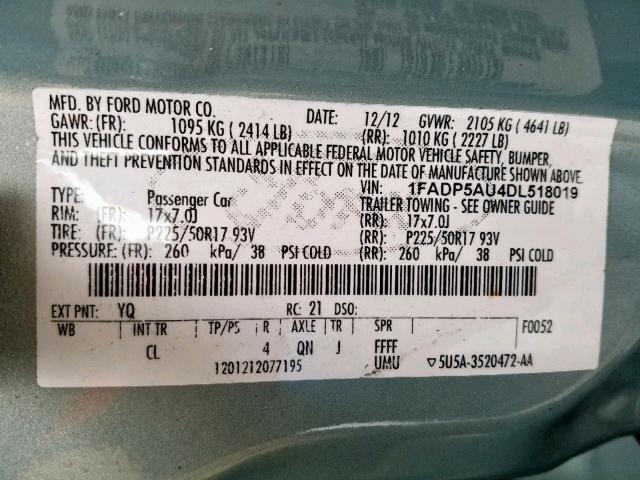 MFD. BY FORD MOTOR CO. DATE: 12/12 GVWR: 2105 KG ( 4641 LB)
GAWR:(FR): 1095 KG ( 2414 LB) (RR): 1010 KG ( 2227 LB)
THIS VEHICLE CONFORMS TO ALL APPLICABLE FEDERAL MOTOR VEHICLE SAFETY, BUMPER,
AND THEFT PREVENTION STANDARDS IN EFFECT ON THE DATE OF MANUFACTURE SHOWN ABOVE.
VIN: 1FADP5AU4DL518019
TYPE: Passenger Car TRAILER TOWING - SEE OWNER GUIDE
RIM: (FR): 17x7.0J (RR): 17x7.0J
TIRE: (FR): P225/50R17 93V (RR): P225/50R17 93V
PRESSURE: (FR): 260 kPa/ 38 PSI COLD (RR): 260 kPa/ 38 PSI COLD
EXT PNT: YQ RC: 21 DSO: F0052
WB INT TR TP/PS R AXLE TR SPR
CL 4 QN J FFFF
1201212077195 UMU ▽5U5A-3520472-AA